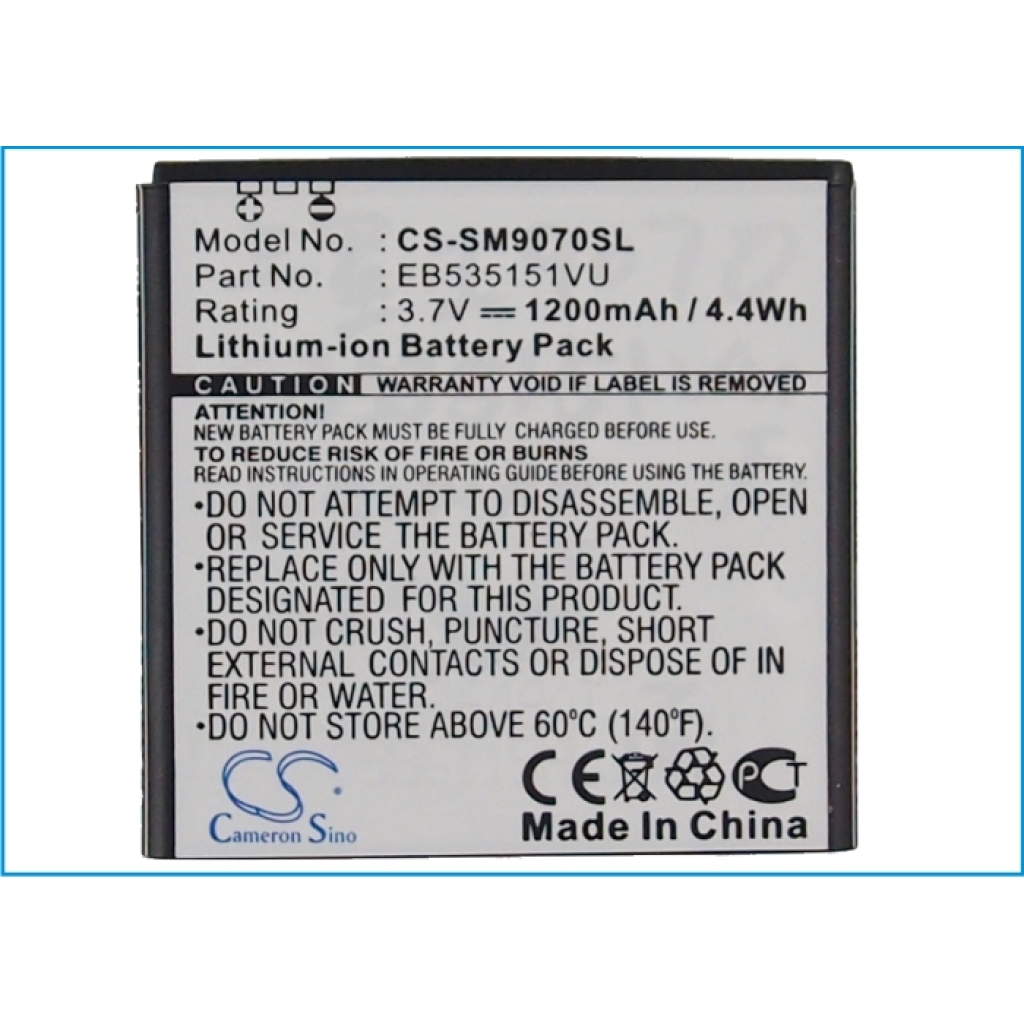 Model No. : CS-SM9070SL
Part No. : EB535151VU
Rating : 3.7V 1200mAh / 4.4Wh
Lithium-ion Battery Pack
CAUTION WARRANTY VOID IF LABEL IS REMOVED
ATTENTION!
NEW BATTERY PACK MUST BE FULLY CHARGED BEFORE USE.
TO REDUCE RISK OF FIRE OR BURNS
READ INSTRUCTIONS IN OPERATING GUIDE BEFORE USING THE BATTERY.
•DO NOT ATTEMPT TO DISASSEMBLE, OPEN
OR SERVICE THE BATTERY PACK.
•REPLACE ONLY WITH THE BATTERY PACK
DESIGNATED FOR THIS PRODUCT.
•DO NOT CRUSH, PUNCTURE, SHORT
EXTERNAL CONTACTS OR DISPOSE OF IN
FIRE OR WATER.
•DO NOT STORE ABOVE 60°C (140°F).
CS
Cameron Sino
CE PCT
Made In China